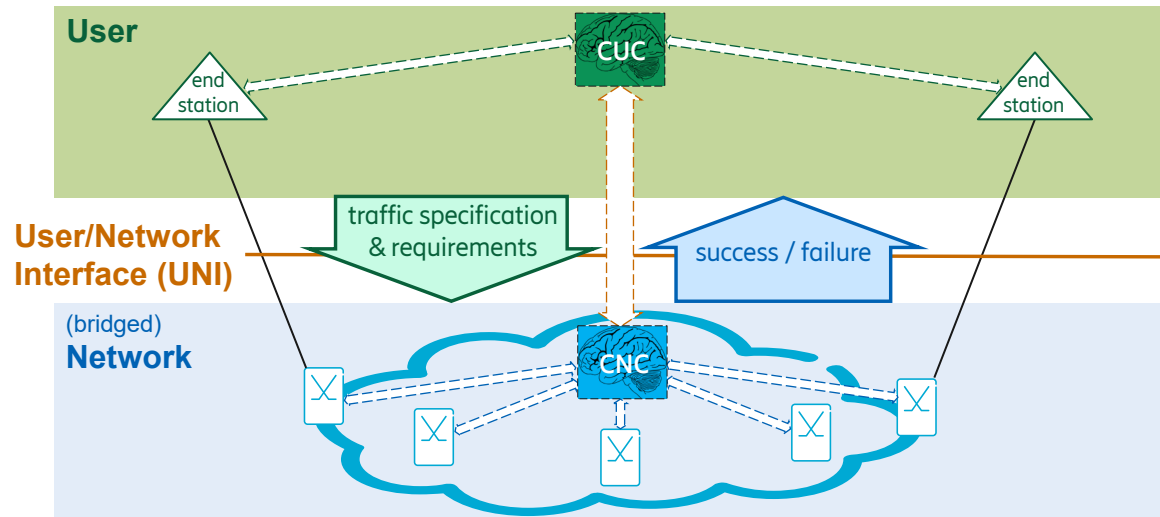 User
CUC
end
station
end
station
traffic specification
& requirements
success / failure
User/Network
Interface (UNI)
(bridged)
Network
CNC